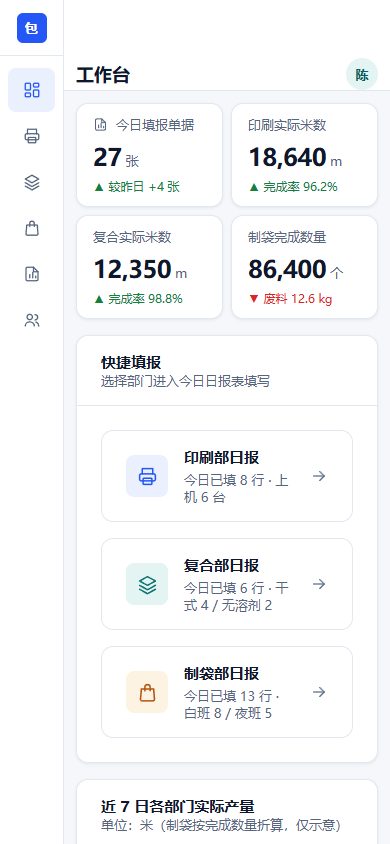 包
工作台
陈
今日填报单据
27 张
▲ 较昨日 +4 张
印刷实际米数
18,640 m
▲ 完成率 96.2%
复合实际米数
12,350 m
▲ 完成率 98.8%
制袋完成数量
86,400 个
▼ 废料 12.6 kg
快捷填报
选择部门进入今日日报表填写
印刷部日报
今日已填 8 行 · 上
机 6 台
复合部日报
今日已填 6 行 · 干
式 4 / 无溶剂 2
制袋部日报
今日已填 13 行 ·
白班 8 / 夜班 5
近 7 日各部门实际产量
单位：米（制袋按完成数量折算，仅示意）